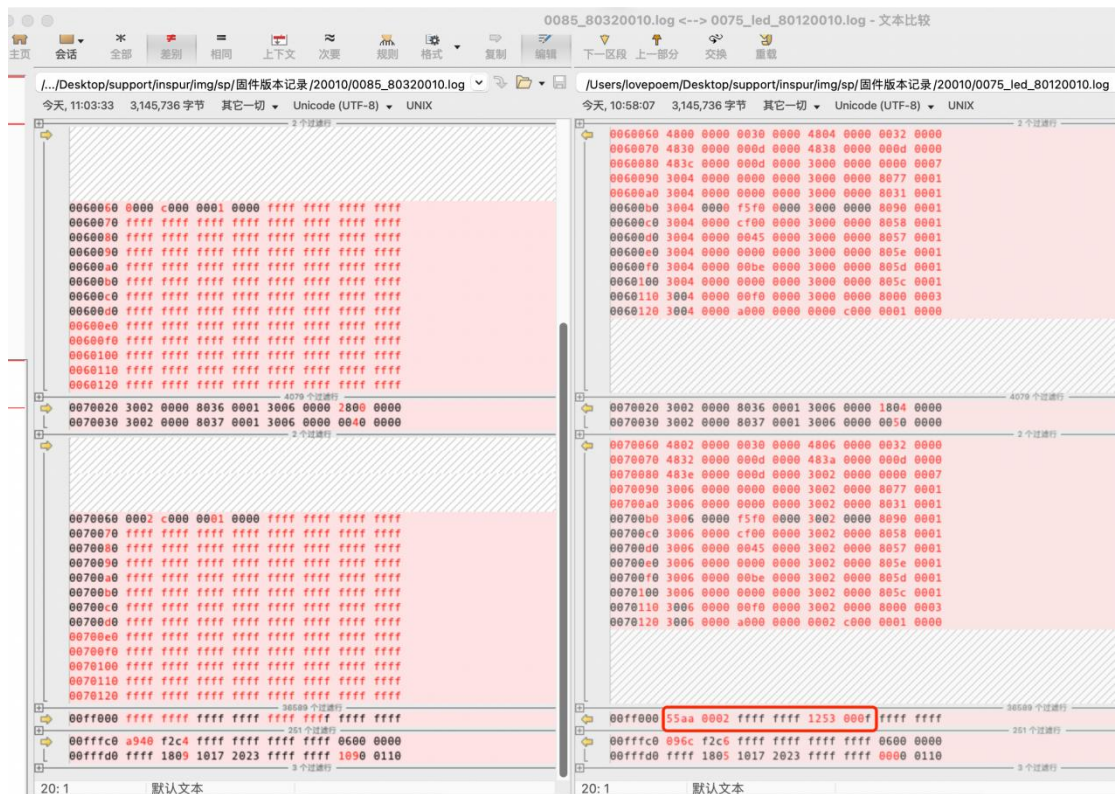 0085_80320010.log <--> 0075_led_80120010.log - 文本比较
主页 会话 全部 差别 相同 上下文 次要 规则 格式 复制 编辑 下一区段 上一部分 交换 重载
/.../Desktop/support/inspur/img/sp/固件版本记录/20010/0085_80320010.log
/Users/lovepoem/Desktop/support/inspur/img/sp/固件版本记录/20010/0075_led_80120010.log
今天, 11:03:33 3,145,736 字节 其它一切 Unicode (UTF-8) UNIX
今天, 10:58:07 3,145,736 字节 其它一切 Unicode (UTF-8) UNIX
2 个过滤行
0060060 0000 c000 0001 0000 ffff ffff ffff ffff
0060070 ffff ffff ffff ffff ffff ffff ffff ffff
0060080 ffff ffff ffff ffff ffff ffff ffff ffff
0060090 ffff ffff ffff ffff ffff ffff ffff ffff
00600a0 ffff ffff ffff ffff ffff ffff ffff ffff
00600b0 ffff ffff ffff ffff ffff ffff ffff ffff
00600c0 ffff ffff ffff ffff ffff ffff ffff ffff
00600d0 ffff ffff ffff ffff ffff ffff ffff ffff
00600e0 ffff ffff ffff ffff ffff ffff ffff ffff
00600f0 ffff ffff ffff ffff ffff ffff ffff ffff
0060100 ffff ffff ffff ffff ffff ffff ffff ffff
0060110 ffff ffff ffff ffff ffff ffff ffff ffff
0060120 ffff ffff ffff ffff ffff ffff ffff ffff
4079 个过滤行
0070020 3002 0000 8036 0001 3006 0000 2800 0000
0070030 3002 0000 8037 0001 3006 0000 0040 0000
2 个过滤行
0070060 0002 c000 0001 0000 ffff ffff ffff ffff
0070070 ffff ffff ffff ffff ffff ffff ffff ffff
0070080 ffff ffff ffff ffff ffff ffff ffff ffff
0070090 ffff ffff ffff ffff ffff ffff ffff ffff
00700a0 ffff ffff ffff ffff ffff ffff ffff ffff
00700b0 ffff ffff ffff ffff ffff ffff ffff ffff
00700c0 ffff ffff ffff ffff ffff ffff ffff ffff
00700d0 ffff ffff ffff ffff ffff ffff ffff ffff
00700e0 ffff ffff ffff ffff ffff ffff ffff ffff
00700f0 ffff ffff ffff ffff ffff ffff ffff ffff
0070100 ffff ffff ffff ffff ffff ffff ffff ffff
0070110 ffff ffff ffff ffff ffff ffff ffff ffff
0070120 ffff ffff ffff ffff ffff ffff ffff ffff
36589 个过滤行
00ff000 ffff ffff ffff ffff ffff ffff ffff ffff
251 个过滤行
00fffc0 a940 f2c4 ffff ffff ffff ffff 0600 0000
00fffd0 ffff 1809 1017 2023 ffff ffff 1090 0110
3 个过滤行
20: 1 默认文本
2 个过滤行
0060060 4800 0000 0030 0000 4804 0000 0032 0000
0060070 4830 0000 000d 0000 4838 0000 000d 0000
0060080 483c 0000 000d 0000 3000 0000 0000 0007
0060090 3004 0000 0000 0000 3000 0000 8077 0001
00600a0 3004 0000 0000 0000 3000 0000 8031 0001
00600b0 3004 0000 f5f0 0000 3000 0000 8090 0001
00600c0 3004 0000 cf00 0000 3000 0000 8058 0001
00600d0 3004 0000 0045 0000 3000 0000 8057 0001
00600e0 3004 0000 0000 0000 3000 0000 805e 0001
00600f0 3004 0000 00be 0000 3000 0000 805d 0001
0060100 3004 0000 0000 0000 3000 0000 805c 0001
0060110 3004 0000 00f0 0000 3000 0000 8000 0003
0060120 3004 0000 a000 0000 0000 c000 0001 0000
4079 个过滤行
0070020 3002 0000 8036 0001 3006 0000 1804 0000
0070030 3002 0000 8037 0001 3006 0000 0050 0000
2 个过滤行
0070060 4802 0000 0030 0000 4806 0000 0032 0000
0070070 4832 0000 000d 0000 483a 0000 000d 0000
0070080 483e 0000 000d 0000 3002 0000 0000 0007
0070090 3006 0000 0000 0000 3002 0000 8077 0001
00700a0 3006 0000 0000 0000 3002 0000 8031 0001
00700b0 3006 0000 f5f0 0000 3002 0000 8090 0001
00700c0 3006 0000 cf00 0000 3002 0000 8058 0001
00700d0 3006 0000 0045 0000 3002 0000 8057 0001
00700e0 3006 0000 0000 0000 3002 0000 805e 0001
00700f0 3006 0000 00be 0000 3002 0000 805d 0001
0070100 3006 0000 0000 0000 3002 0000 805c 0001
0070110 3006 0000 00f0 0000 3002 0000 8000 0003
0070120 3006 0000 a000 0000 0002 c000 0001 0000
36589 个过滤行
00ff000 55aa 0002 ffff ffff 1253 000f ffff ffff
251 个过滤行
00fffc0 096c f2c6 ffff ffff ffff ffff 0600 0000
00fffd0 ffff 1805 1017 2023 ffff ffff 0000 0110
3 个过滤行
20: 1 默认文本